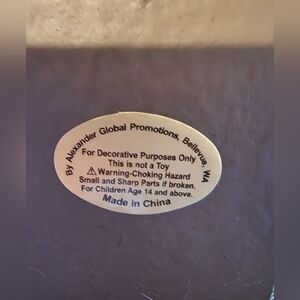 By Alexander Global Promotions, Bellevue, WA
For Decorative Purposes Only
This is not a Toy
⚠Warning-Choking Hazard
Small and Sharp Parts if broken.
For Children Age 14 and above.
Made in China